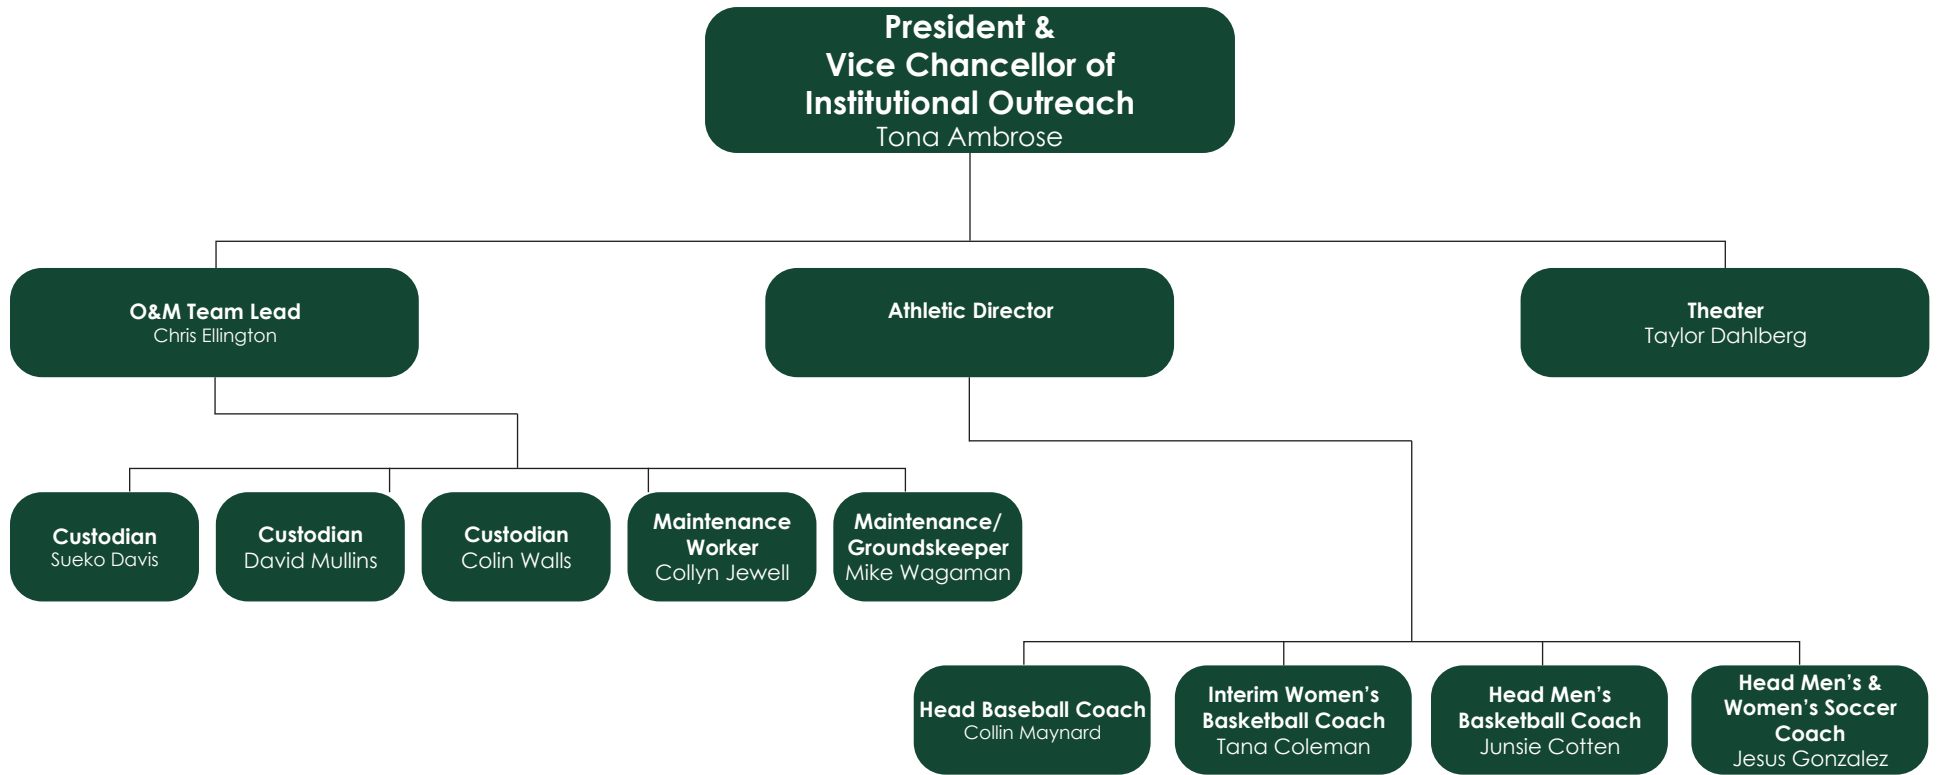 President &
Vice Chancellor of
Institutional Outreach
Tona Ambrose
O&M Team Lead
Chris Ellington
Athletic Director
Theater
Taylor Dahlberg
Custodian
Sueko Davis
Custodian
David Mullins
Custodian
Colin Walls
Maintenance
Worker
Collyn Jewell
Maintenance/
Groundskeeper
Mike Wagaman
Head Baseball Coach
Collin Maynard
Interim Women’s
Basketball Coach
Tana Coleman
Head Men’s
Basketball Coach
Junsie Cotten
Head Men’s &
Women’s Soccer
Coach
Jesus Gonzalez